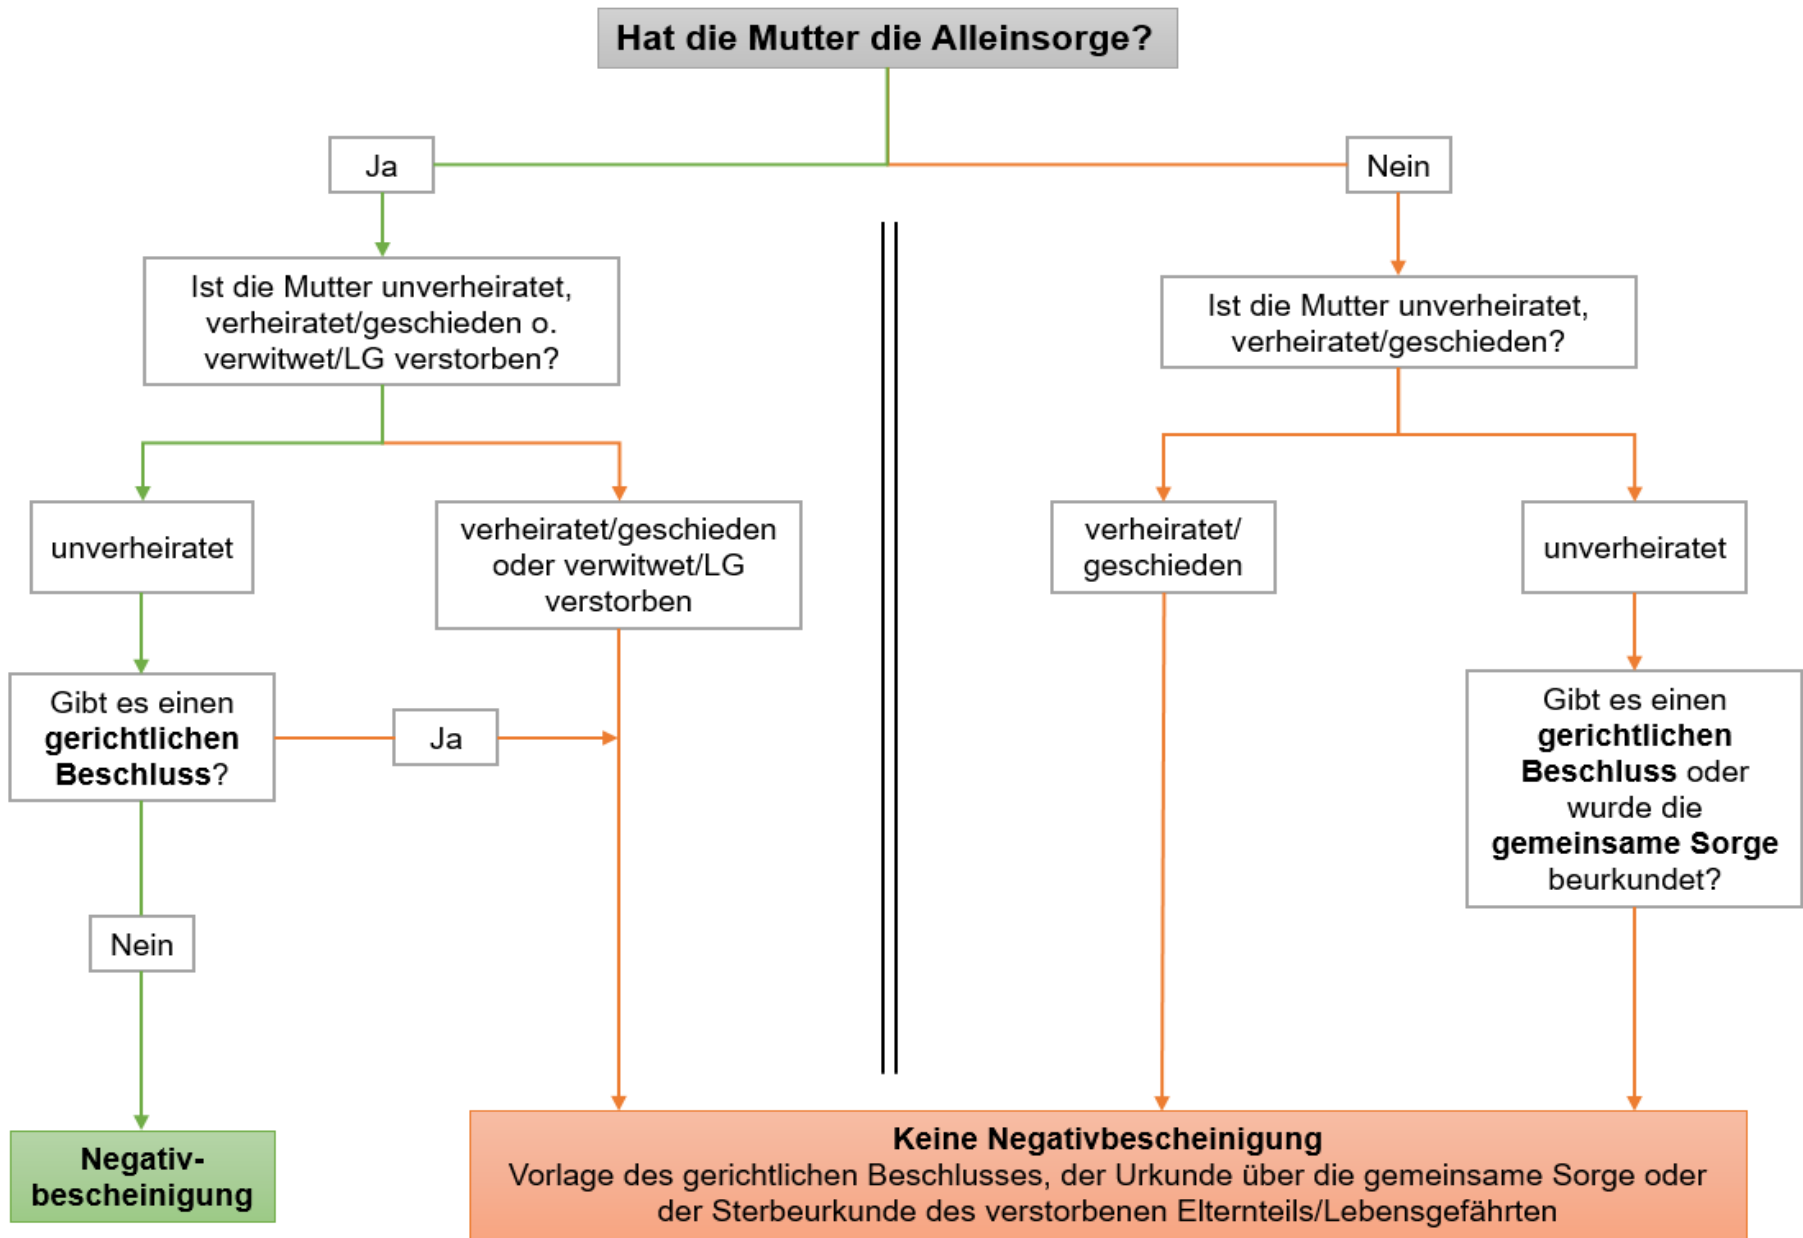 Hat die Mutter die Alleinsorge?
Ja
Nein
Ist die Mutter unverheiratet,
verheiratet/geschieden o.
verwitwet/LG verstorben?
Ist die Mutter unverheiratet,
verheiratet/geschieden?
unverheiratet
verheiratet/geschieden
oder verwitwet/LG
verstorben
verheiratet/
geschieden
unverheiratet
Gibt es einen
gerichtlichen
Beschluss?
Ja
Gibt es einen
gerichtlichen
Beschluss oder
wurde die
gemeinsame Sorge
beurkundet?
Nein
Negativ-
bescheinigung
Keine Negativbescheinigung
Vorlage des gerichtlichen Beschlusses, der Urkunde über die gemeinsame Sorge oder
der Sterbeurkunde des verstorbenen Elternteils/Lebensgefährten